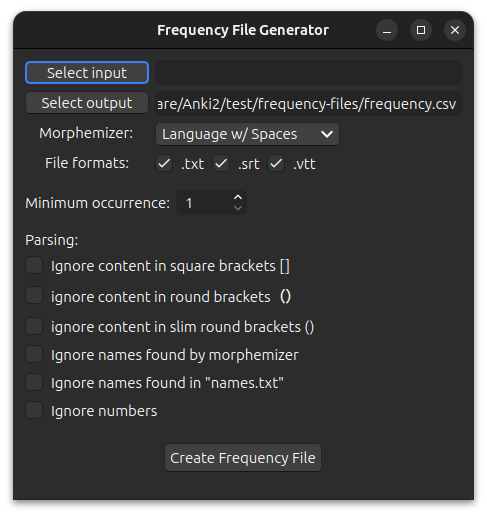 Frequency File Generator
Select input
Select output are/Anki2/test/frequency-files/frequency.csv
Morphemizer: Language w/ Spaces
File formats: .txt .srt .vtt
Minimum occurrence: 1
Parsing:
Ignore content in square brackets []
ignore content in round brackets （）
ignore content in slim round brackets ()
Ignore names found by morphemizer
Ignore names found in "names.txt"
Ignore numbers
Create Frequency File